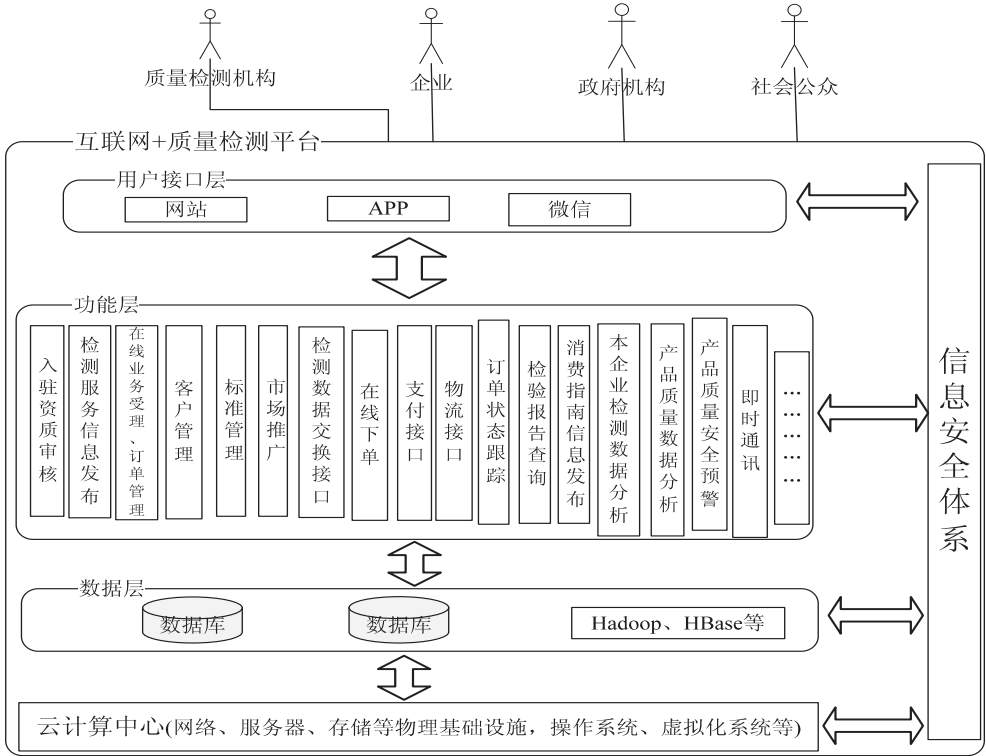 质量检测机构
企业
政府机构
社会公众
互联网+质量检测平台
用户接口层
网站
APP
微信
功能层
入驻资质审核
检测服务信息发布
在线业务受理、订单管理
客户管理
标准管理
市场推广
检测数据交换接口
在线下单
支付接口
物流接口
订单状态跟踪
检验报告查询
消费指南信息发布
本企业检测数据分析
产品质量数据分析
产品质量安全预警
即时通讯
……………
信息安全体系
数据层
数据库
数据库
Hadoop、HBase等
云计算中心(网络、服务器、存储等物理基础设施，操作系统、虚拟化系统等)